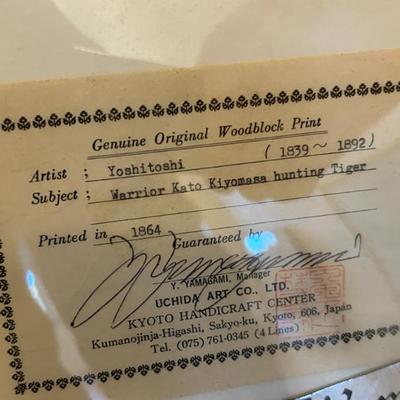 Genuine Original Woodblock Print
Artist ; Yoshitoshi ( 1839 ~ 1892)
Subject ; Warrior Kato Kiyomasa hunting Tiger
Printed in 1864 Guaranteed by
Y. YAMAGAMI, Manager
UCHIDA ART CO., LTD.
KYOTO HANDICRAFT CENTER
Kumanojinja-Higashi, Sakyo-ku, Kyoto, 606, Japan
Tel. (075) 761-0345 (4 Lines)